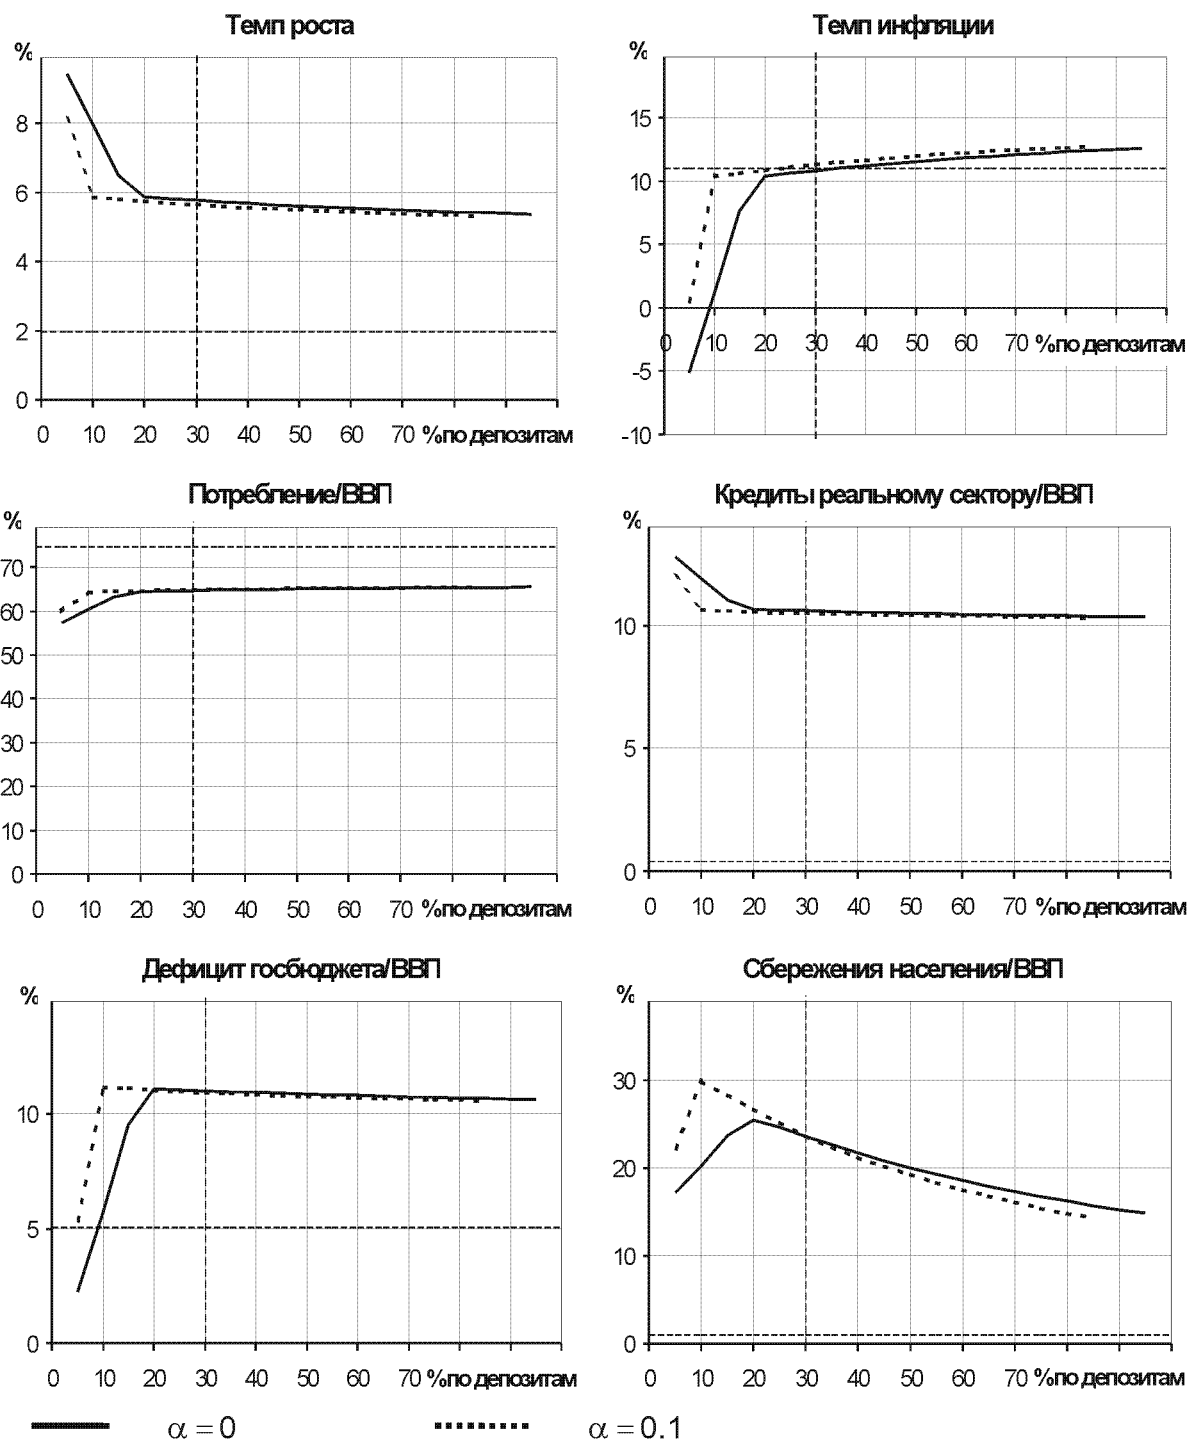 Темп роста
%
8
6
4
2
0
0 10 20 30 40 50 60 70 %по депозитам
Темп инфляции
%
15
10
5
0
0 10 20 30 40 50 60 70 %по депозитам
-5
-10
Потребление/ВВП
%
70
60
50
40
30
20
10
0
0 10 20 30 40 50 60 70 %по депозитам
Кредиты реальному сектору/ВВП
%
10
5
0
0 10 20 30 40 50 60 70 %по депозитам
Дефицит госбюджета/ВВП
%
10
5
0
0 10 20 30 40 50 60 70 %по депозитам
Сбережения населения/ВВП
%
30
20
10
0
0 10 20 30 40 50 60 70 %по депозитам
α = 0 α = 0.1